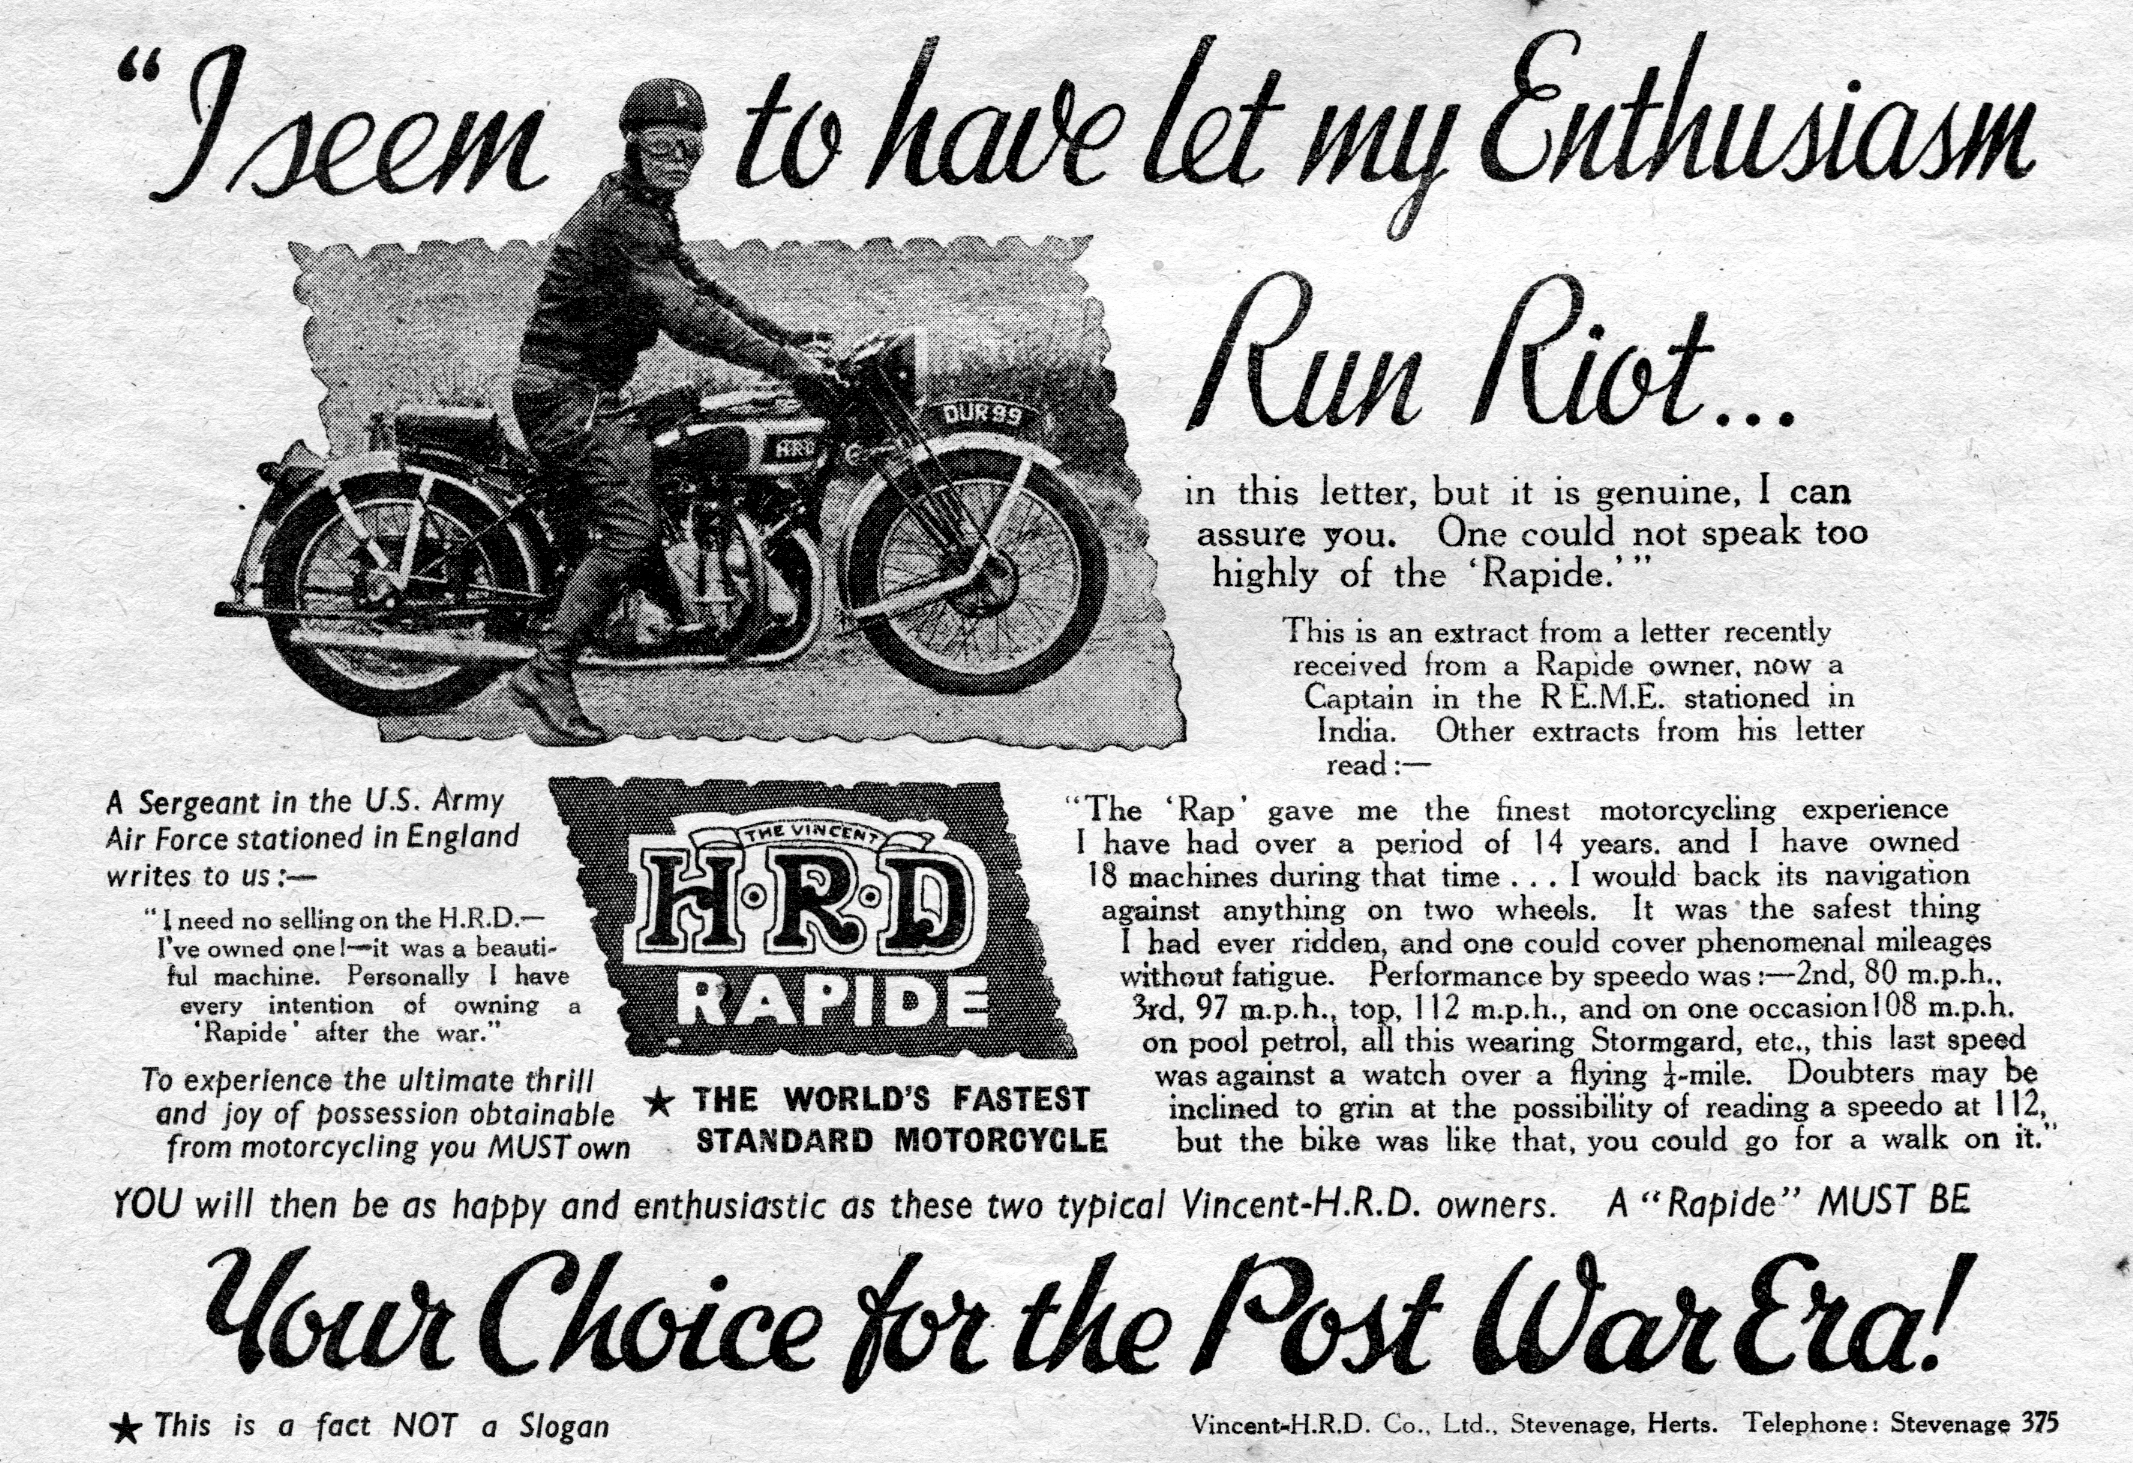 “I seem to have let my Enthusiasm
Run Riot...
in this letter, but it is genuine, I can
assure you. One could not speak too
highly of the ‘Rapide.’”
This is an extract from a letter recently
received from a Rapide owner, now a
Captain in the R E.M.E. stationed in
India. Other extracts from his letter
read :—
“The ‘Rap’ gave me the finest motorcycling experience
I have had over a period of 14 years. and I have owned
18 machines during that time . . . I would back its navigation
against anything on two wheels. It was the safest thing
I had ever ridden, and one could cover phenomenal mileages
without fatigue. Performance by speedo was :—2nd, 80 m.p.h.,
3rd, 97 m.p.h., top, 112 m.p.h., and on one occasion 108 m.p.h.
on pool petrol, all this wearing Stormgard, etc., this last speed
was against a watch over a flying ¼-mile. Doubters may be
inclined to grin at the possibility of reading a speedo at 112,
but the bike was like that, you could go for a walk on it.”
DUR 99
H·R·D
A Sergeant in the U.S. Army
Air Force stationed in England
writes to us :—
“I need no selling on the H.R.D.—
I've owned one!—it was a beauti-
ful machine. Personally I have
every intention of owning a
‘Rapide’ after the war.”
To experience the ultimate thrill
and joy of possession obtainable
from motorcycling you MUST own
THE VINCENT
H·R·D
RAPIDE
★ THE WORLD'S FASTEST
STANDARD MOTORCYCLE
YOU will then be as happy and enthusiastic as these two typical Vincent-H.R.D. owners. A “Rapide” MUST BE
Your Choice for the Post War Era!
★ This is a fact NOT a Slogan
Vincent-H.R.D. Co., Ltd., Stevenage, Herts. Telephone: Stevenage 375